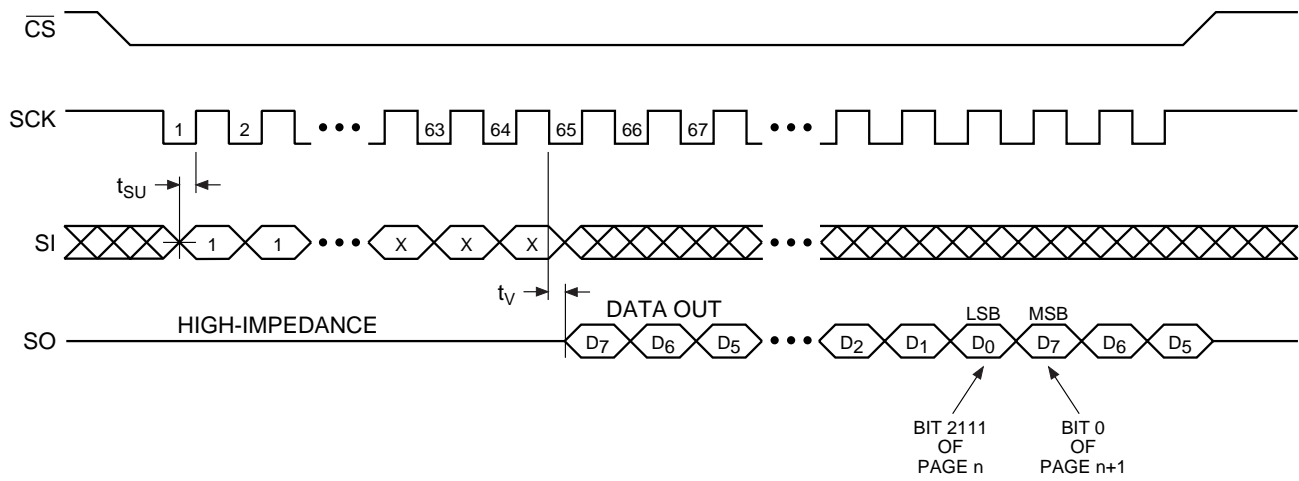 CS
SCK 1 2 ••• 63 64 65 66 67 •••
tSU
SI 1 1 ••• X X X •••
tV
HIGH-IMPEDANCE DATA OUT LSB MSB
SO D7 D6 D5 ••• D2 D1 D0 D7 D6 D5
BIT 2111
OF
PAGE n
BIT 0
OF
PAGE n+1